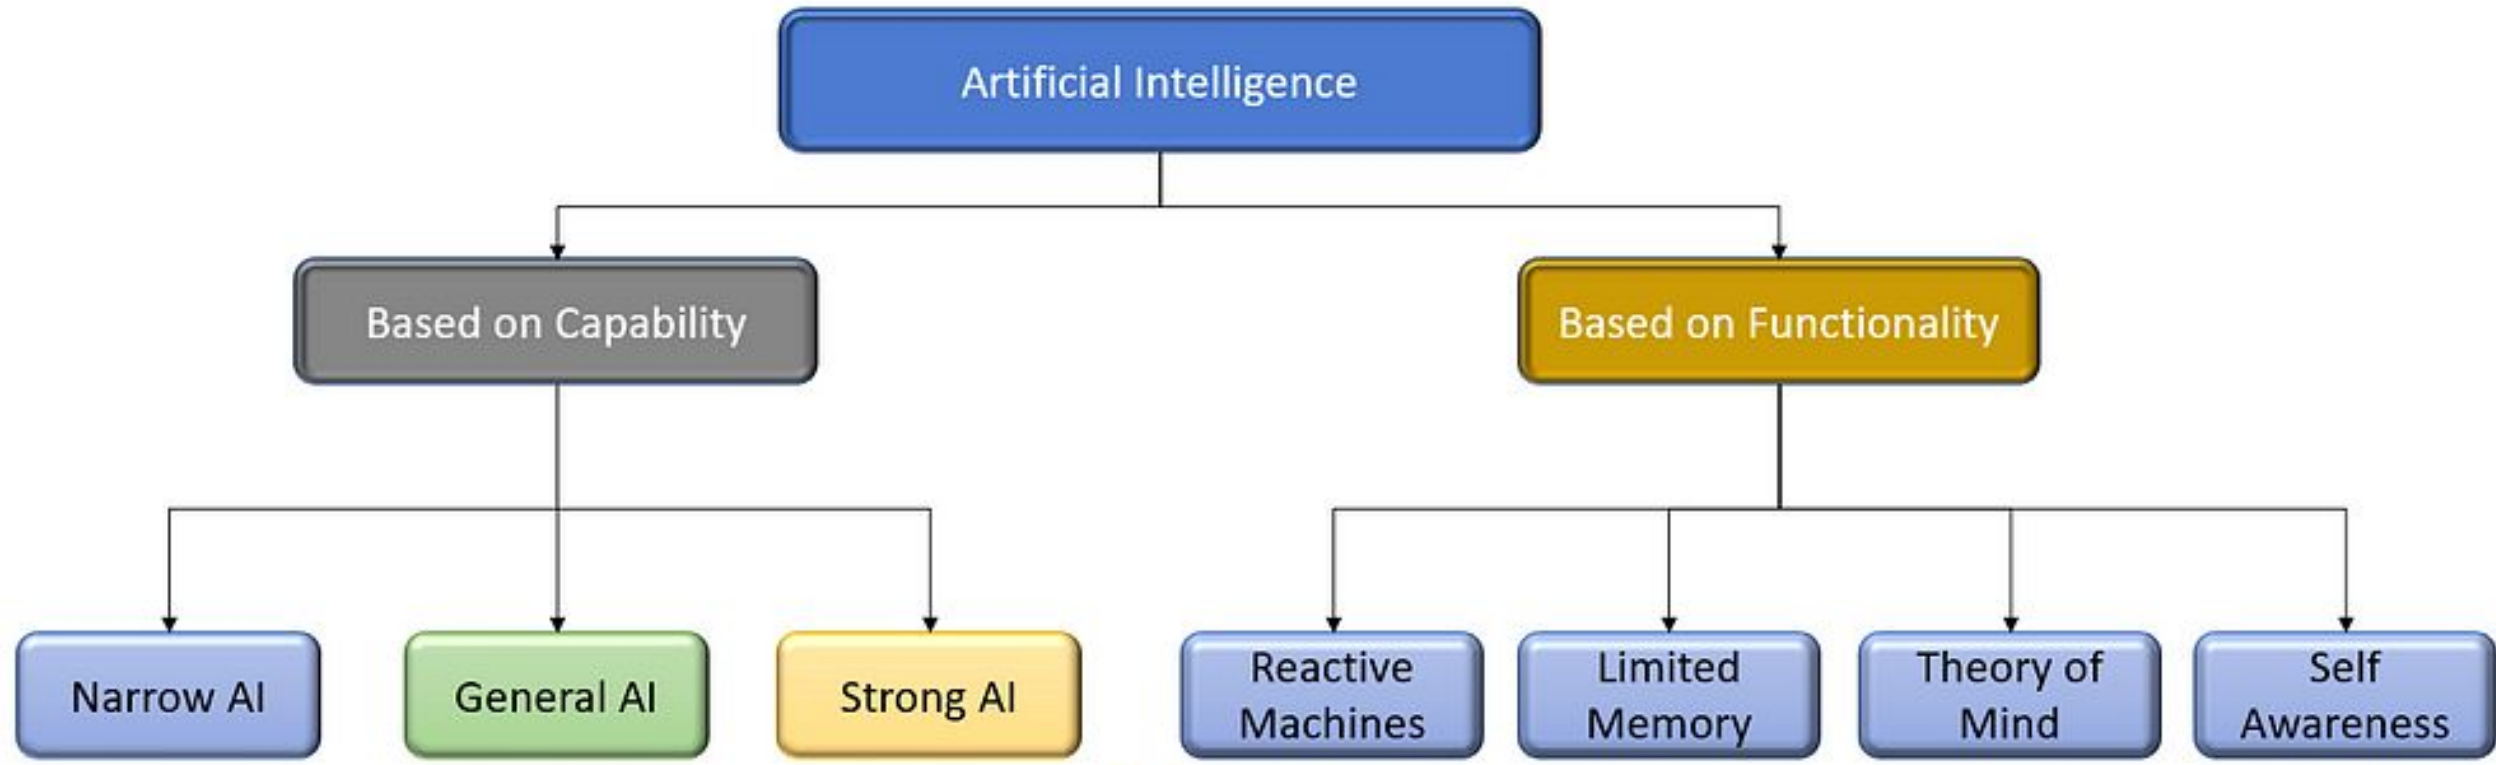 Artificial Intelligence
Based on Capability
Based on Functionality
Narrow AI
General AI
Strong AI
Reactive
Machines
Limited
Memory
Theory of
Mind
Self
Awareness